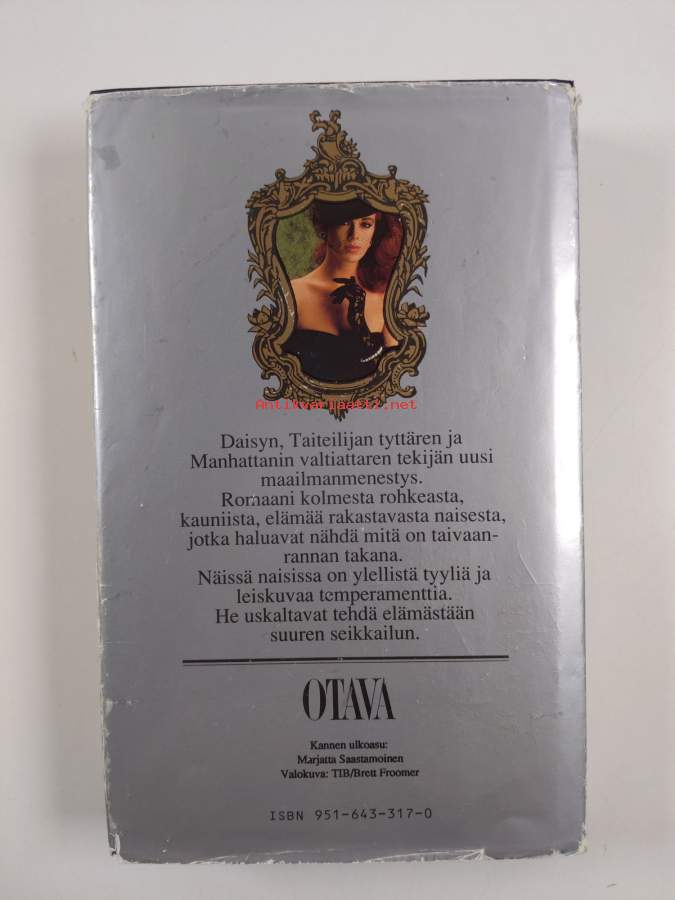 Antikvariaatti.net
Daisyn, Taiteilijan tyttären ja
Manhattanin valtiattaren tekijän uusi
maailmanmenestys.
Romaani kolmesta rohkeasta,
kauniista, elämää rakastavasta naisesta,
jotka haluavat nähdä mitä on taivaan-
rannan takana.
Näissä naisissa on ylellistä tyyliä ja
leiskuvaa temperamenttia.
He uskaltavat tehdä elämästään
suuren seikkailun.
OTAVA
Kannen ulkoasu:
Marjatta Saastamoinen
Valokuva: TIB/Brett Froomer
ISBN 951-643-317-0